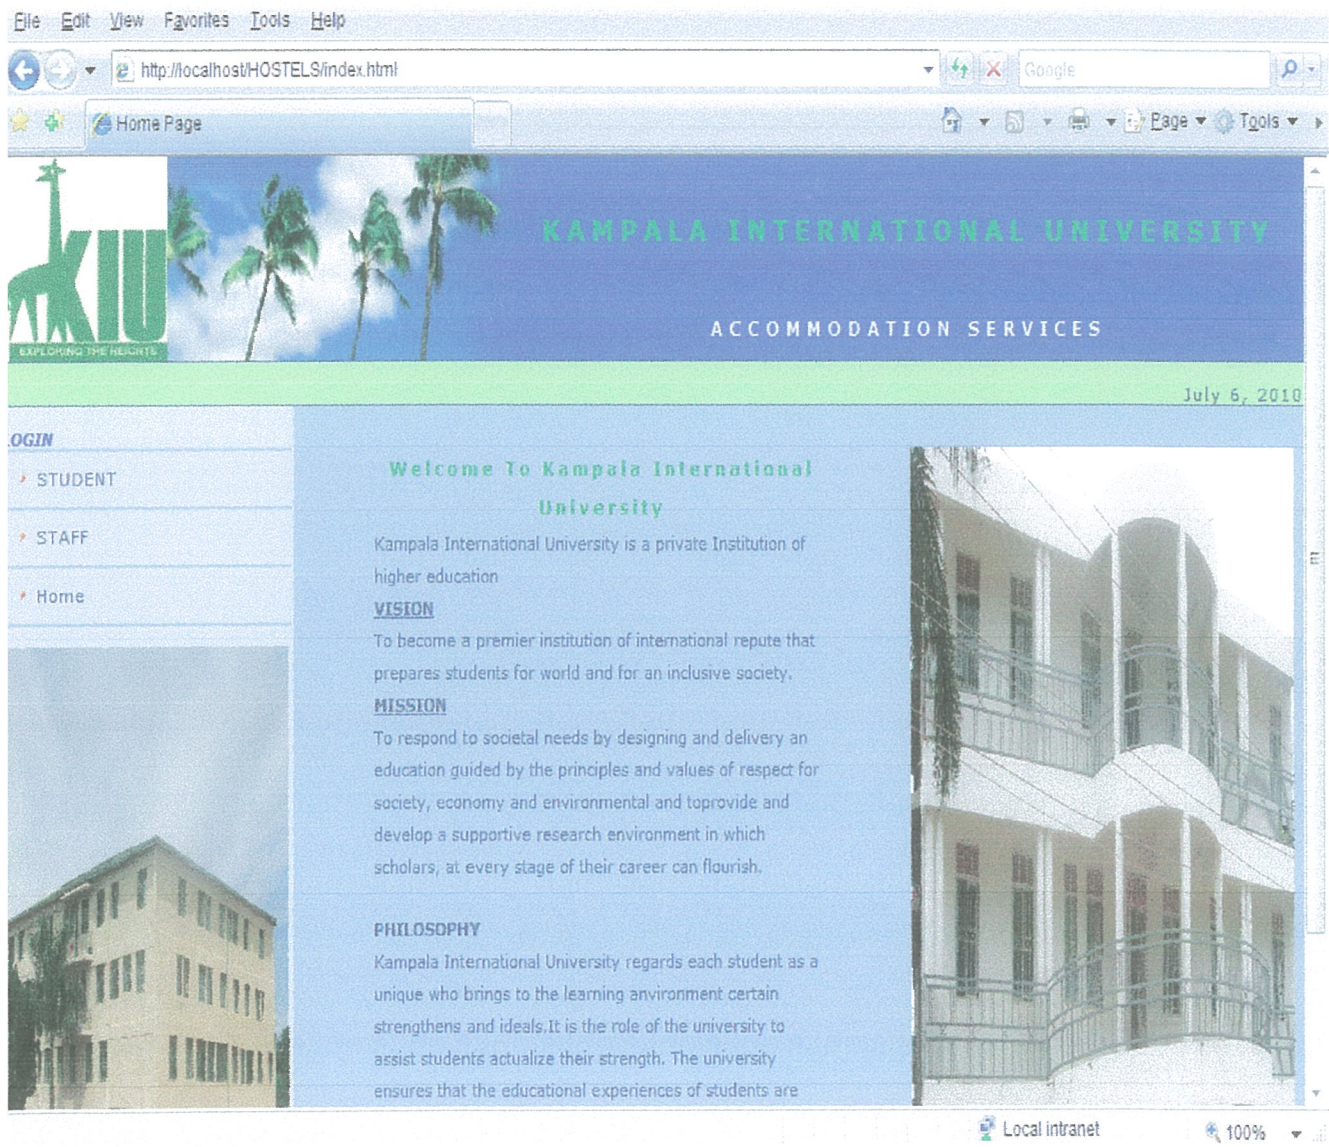 File Edit View Favorites Tools Help
http://localhost/HOSTELS/index.html
Google
Home Page
Page Tools
KIU
EXPLORING THE HEIGHTS
KAMPALA INTERNATIONAL UNIVERSITY
ACCOMMODATION SERVICES
July 6, 2010
LOGIN
STUDENT
STAFF
Home
Welcome To Kampala International
University
Kampala International University is a private Institution of
higher education
VISION
To become a premier institution of international repute that
prepares students for world and for an inclusive society.
MISSION
To respond to societal needs by designing and delivery an
education guided by the principles and values of respect for
society, economy and environmental and toprovide and
develop a supportive research environment in which
scholars, at every stage of their career can flourish.
PHILOSOPHY
Kampala International University regards each student as a
unique who brings to the learning anvironment certain
strengthens and ideals.It is the role of the university to
assist students actualize their strength. The university
ensures that the educational experiences of students are
Local intranet
100%